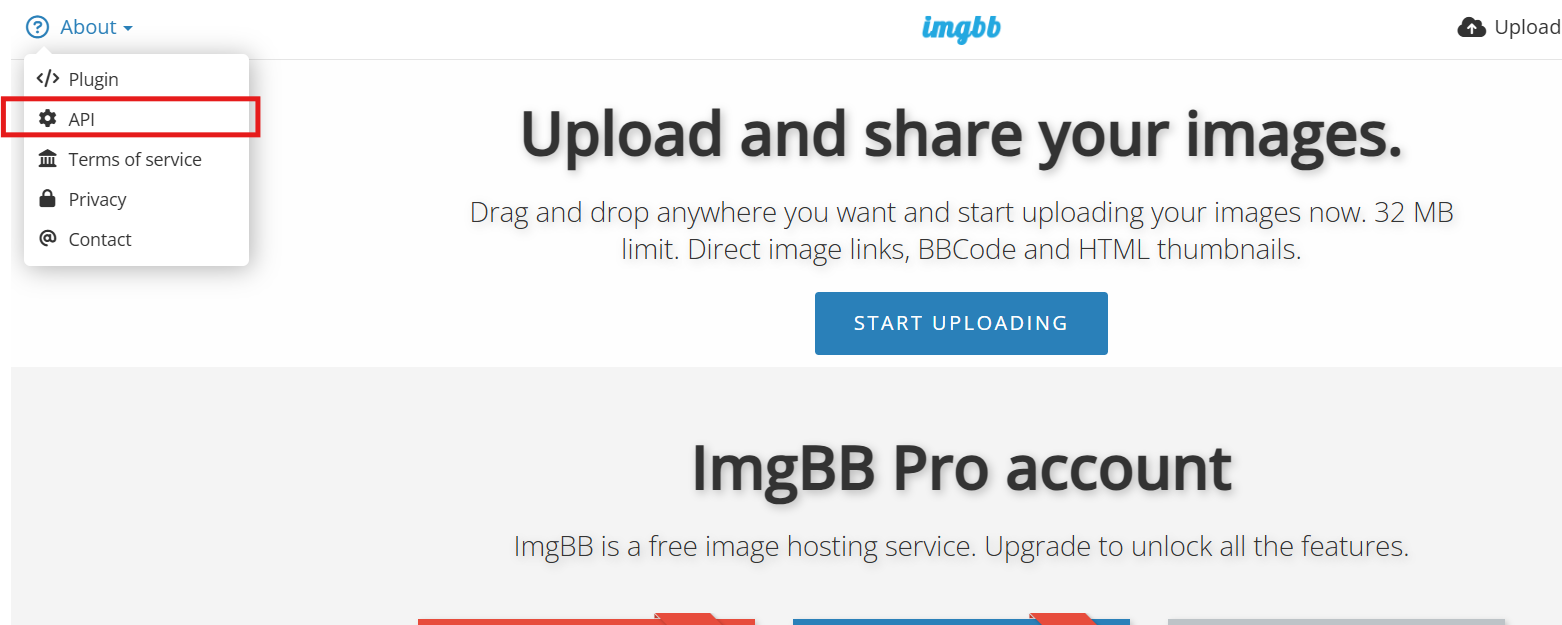 About
imgbb
Upload
Plugin
API
Terms of service
Privacy
Contact
Upload and share your images.
Drag and drop anywhere you want and start uploading your images now. 32 MB
limit. Direct image links, BBCode and HTML thumbnails.
START UPLOADING
ImgBB Pro account
ImgBB is a free image hosting service. Upgrade to unlock all the features.